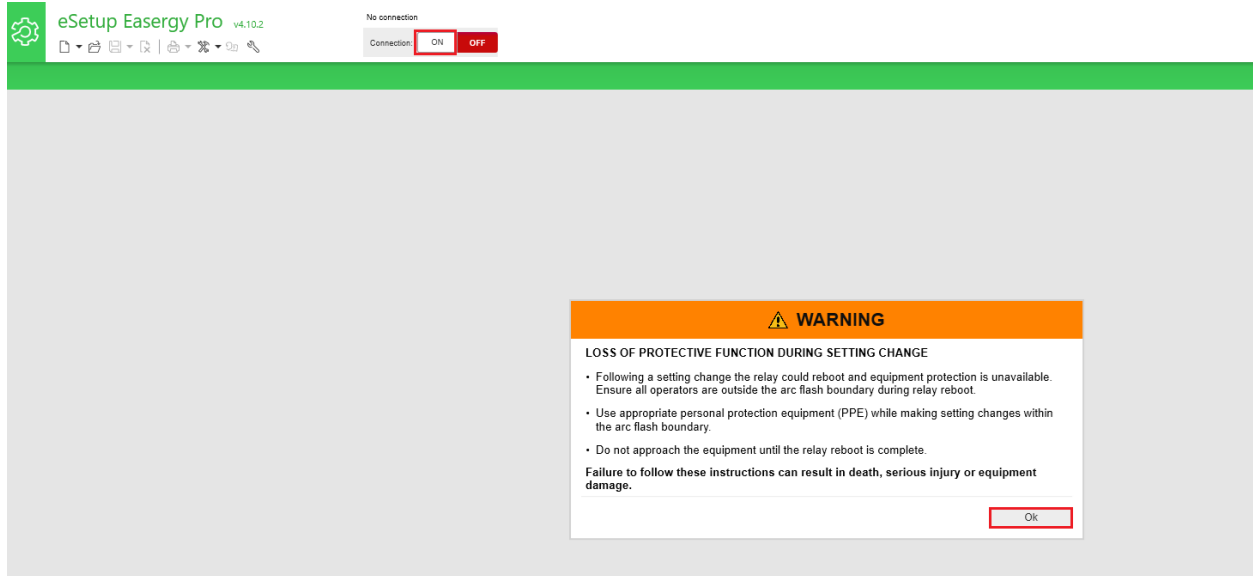 eSetup Easergy Pro v4.10.2
No connection
Connection: ON OFF
WARNING
LOSS OF PROTECTIVE FUNCTION DURING SETTING CHANGE
• Following a setting change the relay could reboot and equipment protection is unavailable.
Ensure all operators are outside the arc flash boundary during relay reboot.
• Use appropriate personal protection equipment (PPE) while making setting changes within
the arc flash boundary.
• Do not approach the equipment until the relay reboot is complete.
Failure to follow these instructions can result in death, serious injury or equipment
damage.
Ok